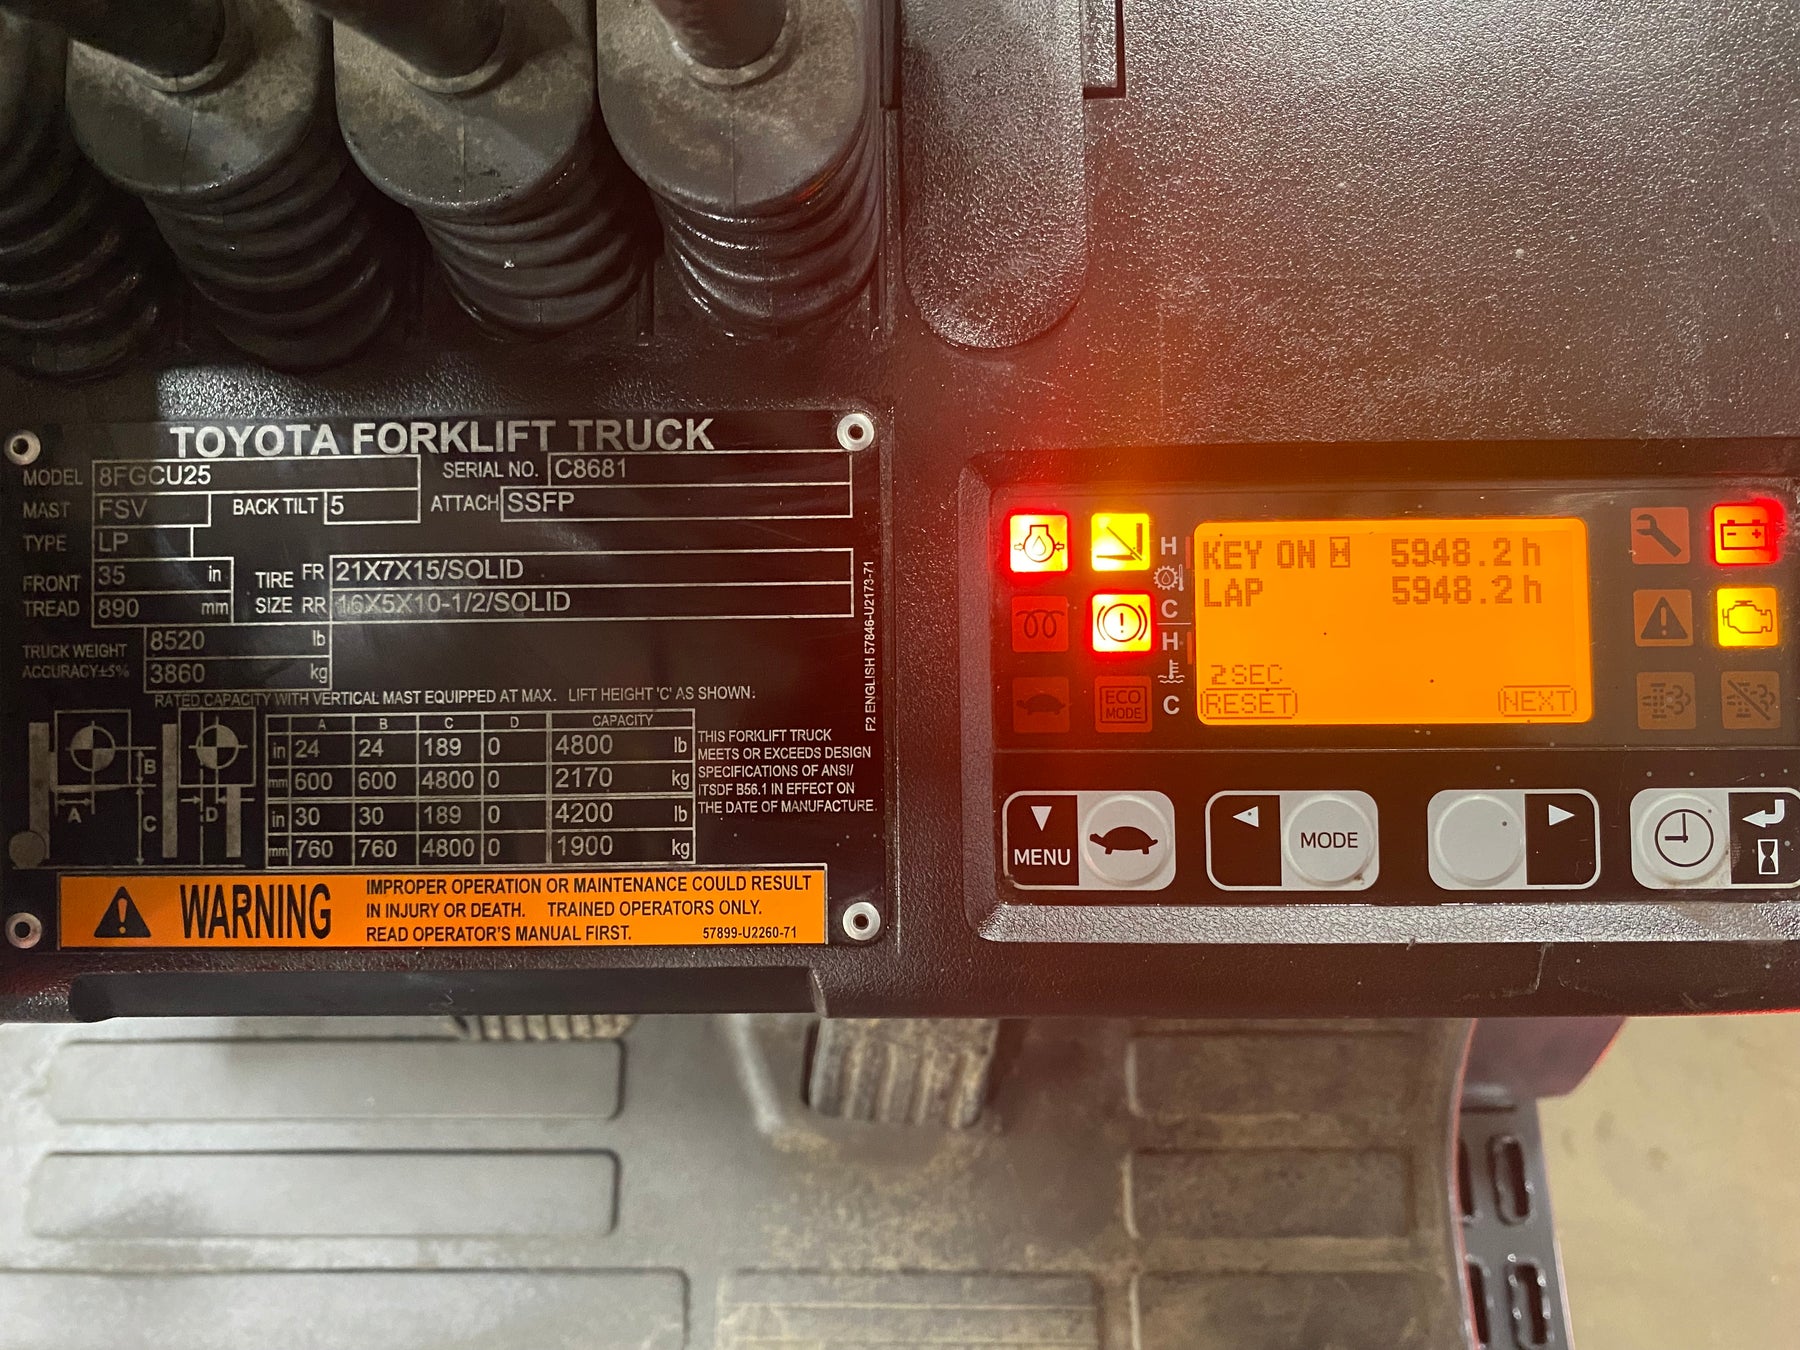 TOYOTA FORKLIFT TRUCK
MODEL 8FGCU25 SERIAL NO. C8681
MAST FSV BACK TILT 5 ATTACH SSFP
TYPE LP
FRONT TREAD 35 in
890 mm
TIRE SIZE FR 21X7X15/SOLID
RR 16X5X10-1/2/SOLID
TRUCK WEIGHT 8520 lb
ACCURACY±5% 3860 kg
RATED CAPACITY WITH VERTICAL MAST EQUIPPED AT MAX. LIFT HEIGHT 'C' AS SHOWN:
A B C D CAPACITY
in 24 24 189 0 4800 lb
mm 600 600 4800 0 2170 kg
in 30 30 189 0 4200 lb
mm 760 760 4800 0 1900 kg
B
A
C
D
THIS FORKLIFT TRUCK
MEETS OR EXCEEDS DESIGN
SPECIFICATIONS OF ANSI/
ITSDF B56.1 IN EFFECT ON
THE DATE OF MANUFACTURE.
F2 ENGLISH 57846-U2173-71
WARNING
IMPROPER OPERATION OR MAINTENANCE COULD RESULT
IN INJURY OR DEATH. TRAINED OPERATORS ONLY.
READ OPERATOR'S MANUAL FIRST. 57899-U2260-71
H
C
H
C
ECO
MODE
KEY ON 5948.2h
LAP 5948.2h
2SEC
RESET NEXT
MENU
MODE